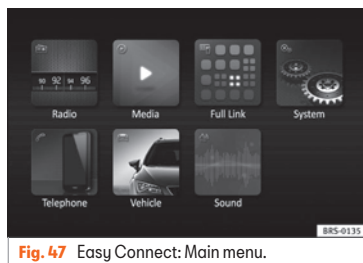 90 92 94 96
Radio Media Full Link System
Telephone Vehicle Sound
BRS-0135
Fig. 47 Easy Connect: Main menu.